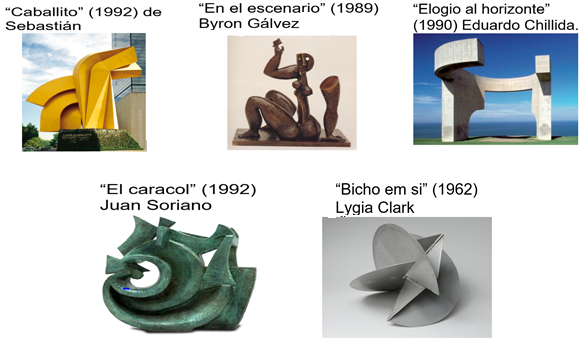 “Caballito” (1992) de
Sebastián
“En el escenario” (1989)
Byron Gálvez
“Elogio al horizonte”
(1990) Eduardo Chillida.
“El caracol” (1992)
Juan Soriano
“Bicho em si” (1962)
Lygia Clark